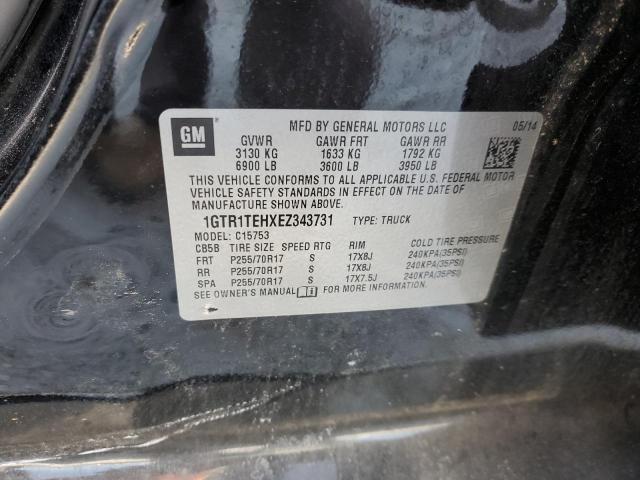 GM
MFD BY GENERAL MOTORS LLC 05/14
GVWR GAWR FRT GAWR RR
3130 KG 1633 KG 1792 KG
6900 LB 3600 LB 3950 LB
THIS VEHICLE CONFORMS TO ALL APPLICABLE U.S. FEDERAL MOTOR
VEHICLE SAFETY STANDARDS IN EFFECT ON THE DATE OF
MANUFACTURE SHOWN ABOVE.
1GTR1TEHXEZ343731 TYPE: TRUCK
MODEL: C15753
CB5B TIRE SIZE SPEED RTG RIM COLD TIRE PRESSURE
FRT P255/70R17 S 17X8J 240KPA(35PSI)
RR P255/70R17 S 17X8J 240KPA(35PSI)
SPA P255/70R17 S 17X7.5J 240KPA(35PSI)
SEE OWNER'S MANUAL FOR MORE INFORMATION.